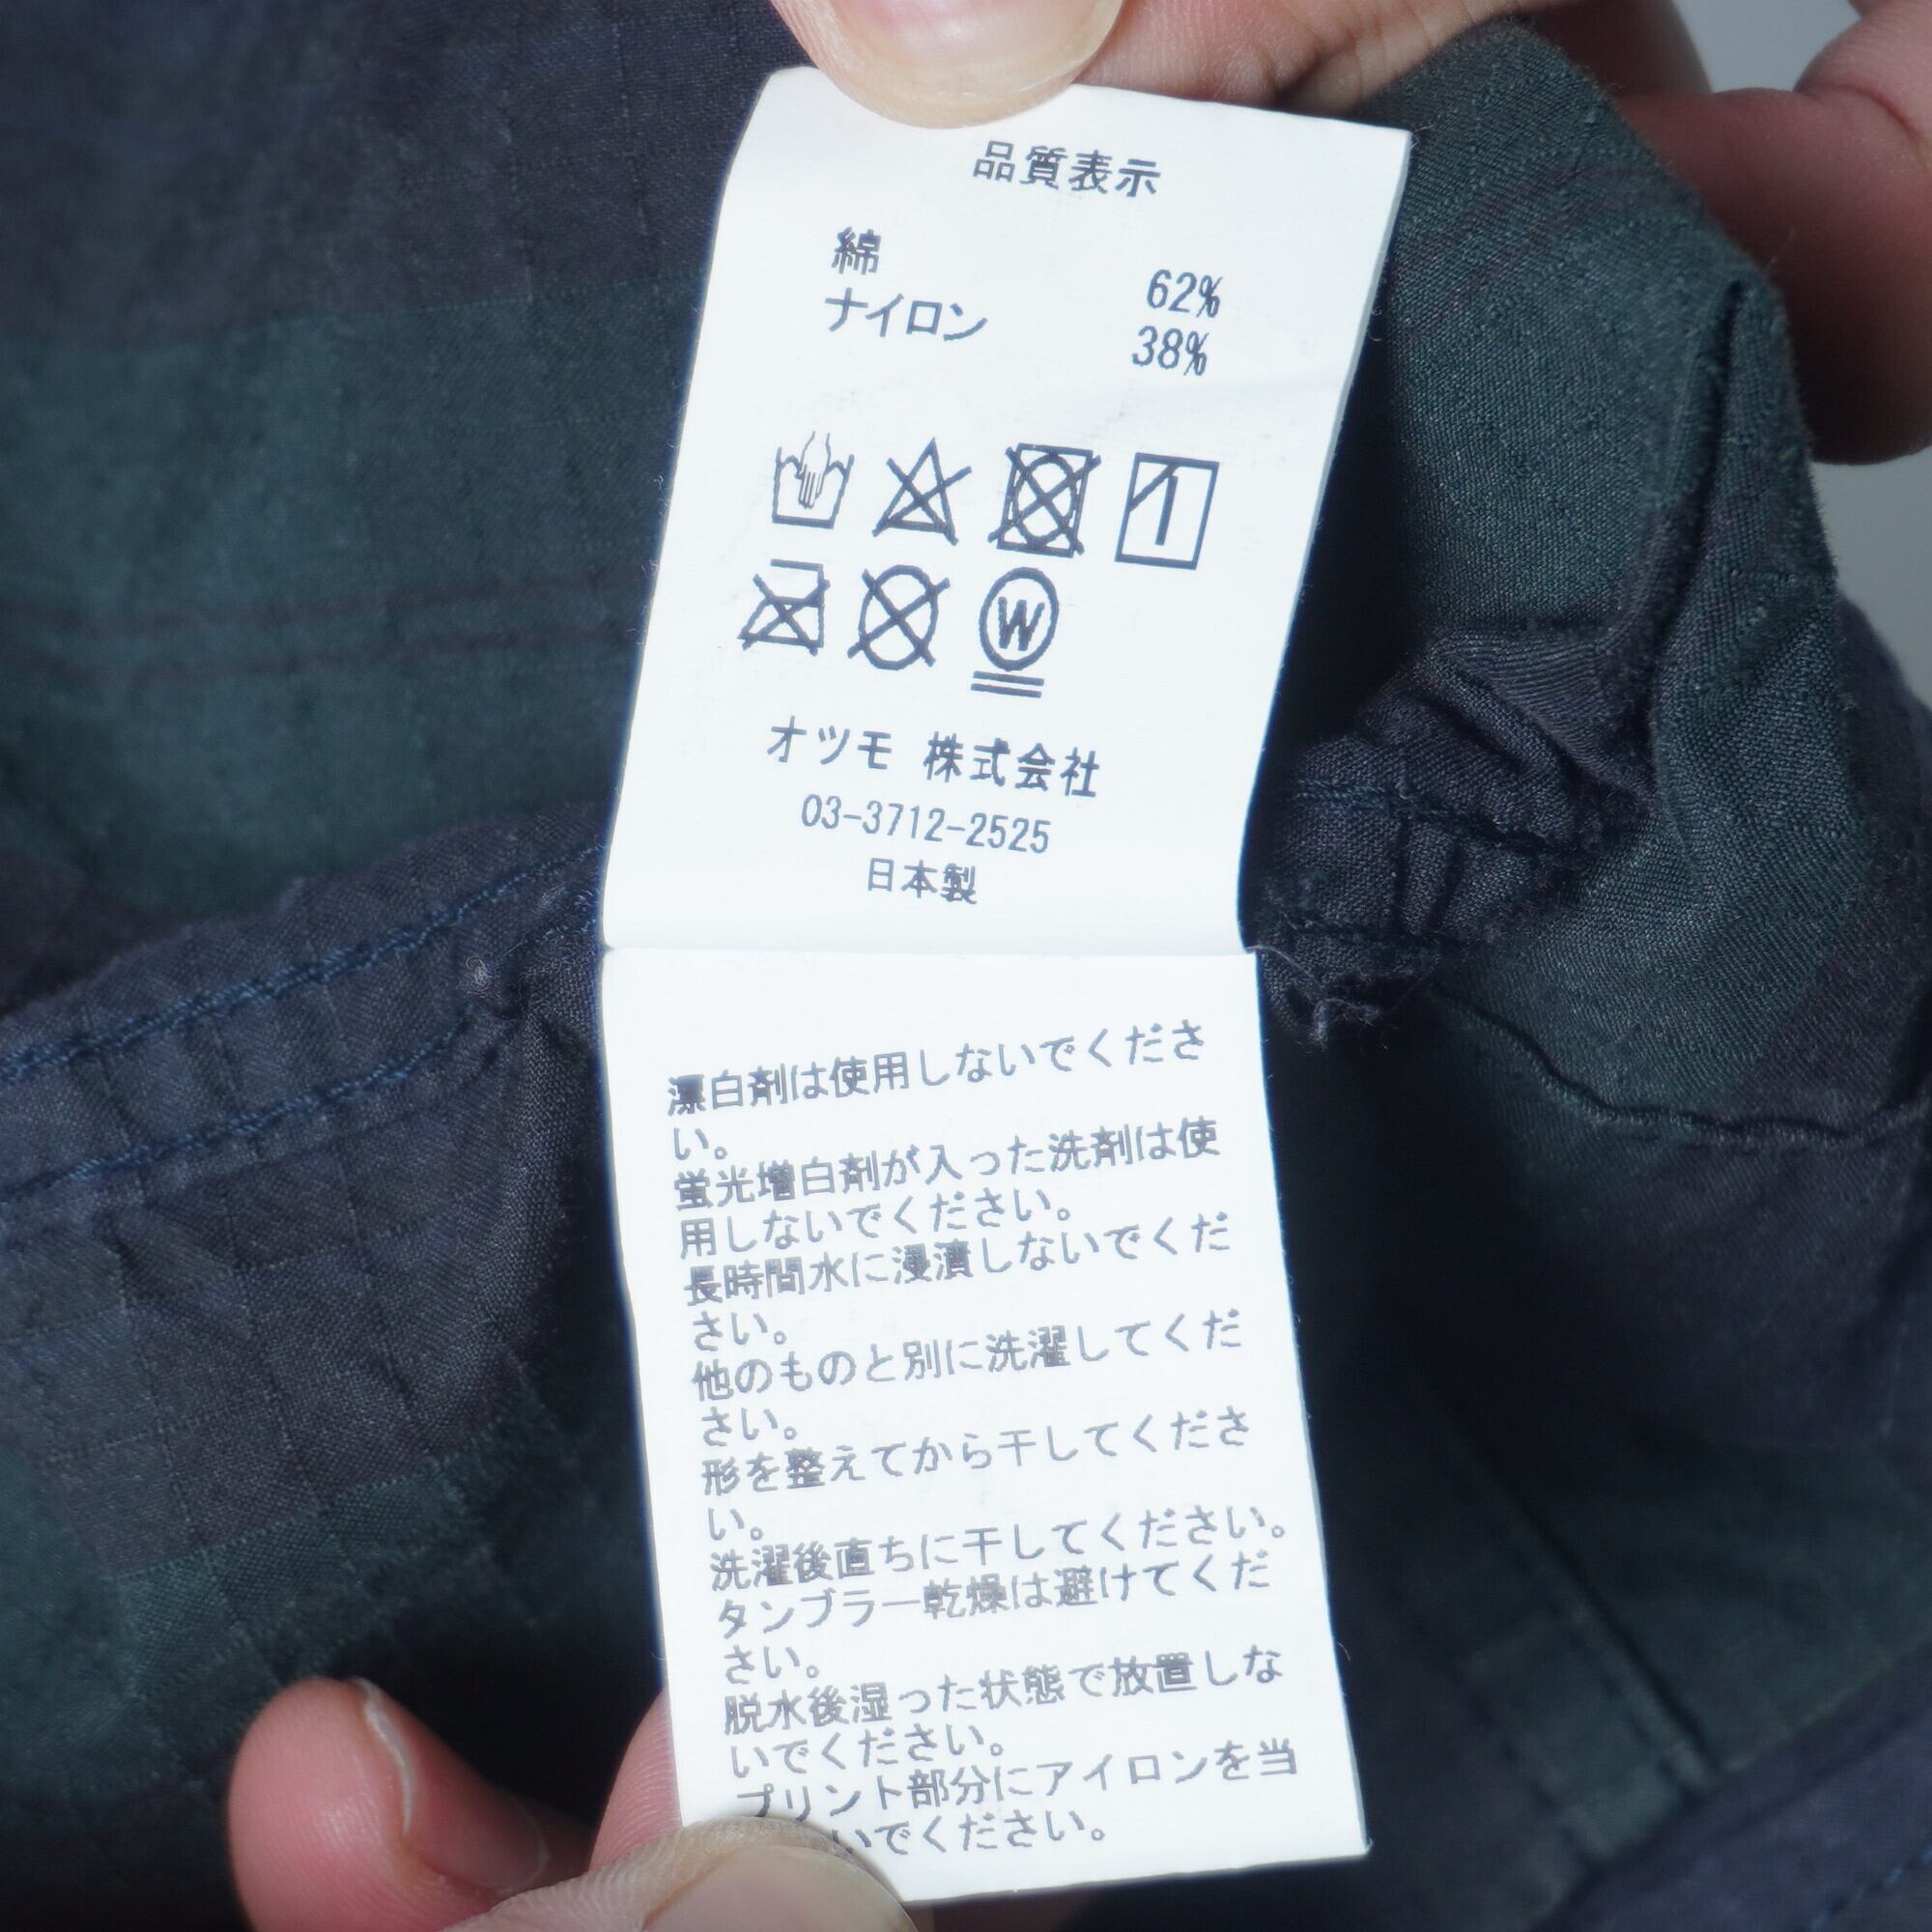 品質表示
綿 62%
ナイロン 38%
W
オツモ 株式会社
03-3712-2525
日本製
漂白剤は使用しないでくださ
い。
蛍光増白剤が入った洗剤は使
用しないでください。
長時間水に浸漬しないでくだ
さい。
他のものと別に洗濯してくだ
さい。
形を整えてから干してくださ
い。
洗濯後直ちに干してください。
タンブラー乾燥は避けてくだ
さい。
脱水後湿った状態で放置しな
いでください。
プリント部分にアイロンを当
いでください。